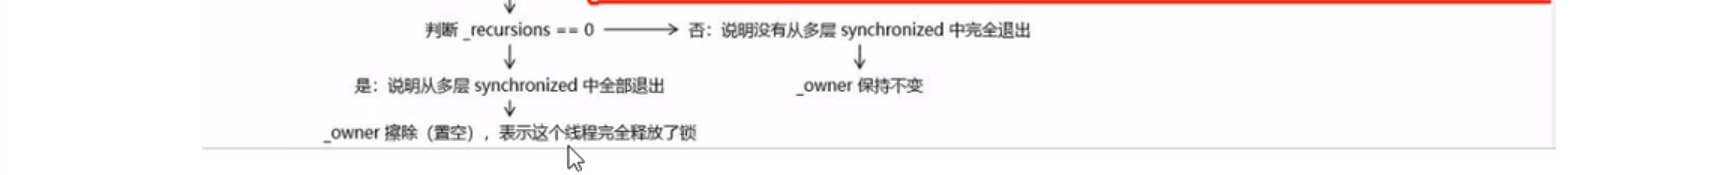 判断 _recursions == 0
否：说明没有从多层 synchronized 中完全退出
是：说明从多层 synchronized 中全部退出
_owner 保持不变
_owner 擦除（置空），表示这个线程完全释放了锁